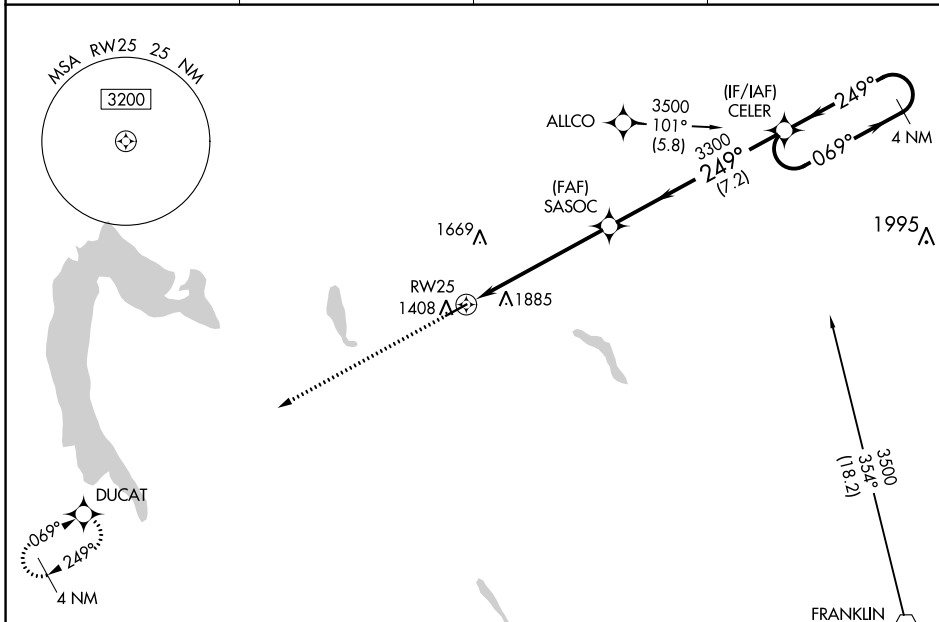 MSA RW25 25 NM
3200
ALLCO
3500
101°
(5.8)
(IF/IAF)
CELER
249°
069°
4 NM
3300
249°
(7.2)
(FAF)
SASOC
1669
1995
RW25
1408
1885
3500
354°
(18.2)
DUCAT
069°
249°
4 NM
FRANKLIN